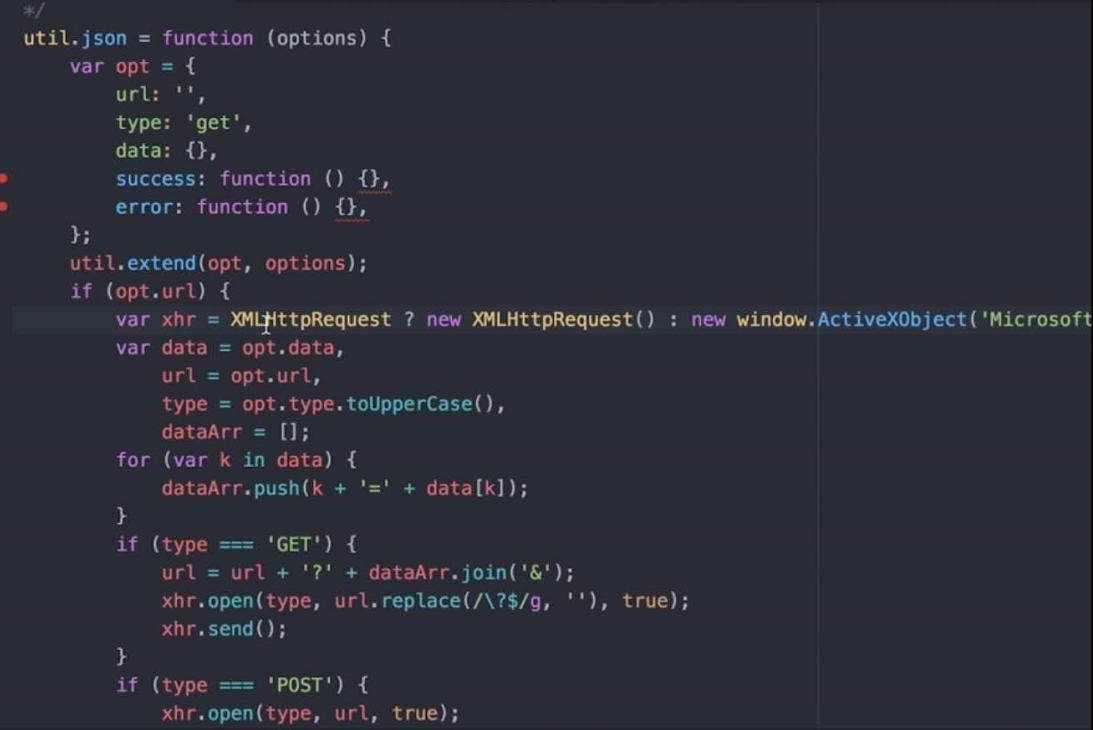 */
util.json = function (options) {
    var opt = {
        url: '',
        type: 'get',
        data: {},
        success: function () {},
        error: function () {},
    };
    util.extend(opt, options);
    if (opt.url) {
        var xhr = XMLHttpRequest ? new XMLHttpRequest() : new window.ActiveXObject('Microsoft
        var data = opt.data,
            url = opt.url,
            type = opt.type.toUpperCase(),
            dataArr = [];
        for (var k in data) {
            dataArr.push(k + '=' + data[k]);
        }
        if (type === 'GET') {
            url = url + '?' + dataArr.join('&');
            xhr.open(type, url.replace(/\?$/g, ''), true);
            xhr.send();
        }
        if (type === 'POST') {
            xhr.open(type, url, true);